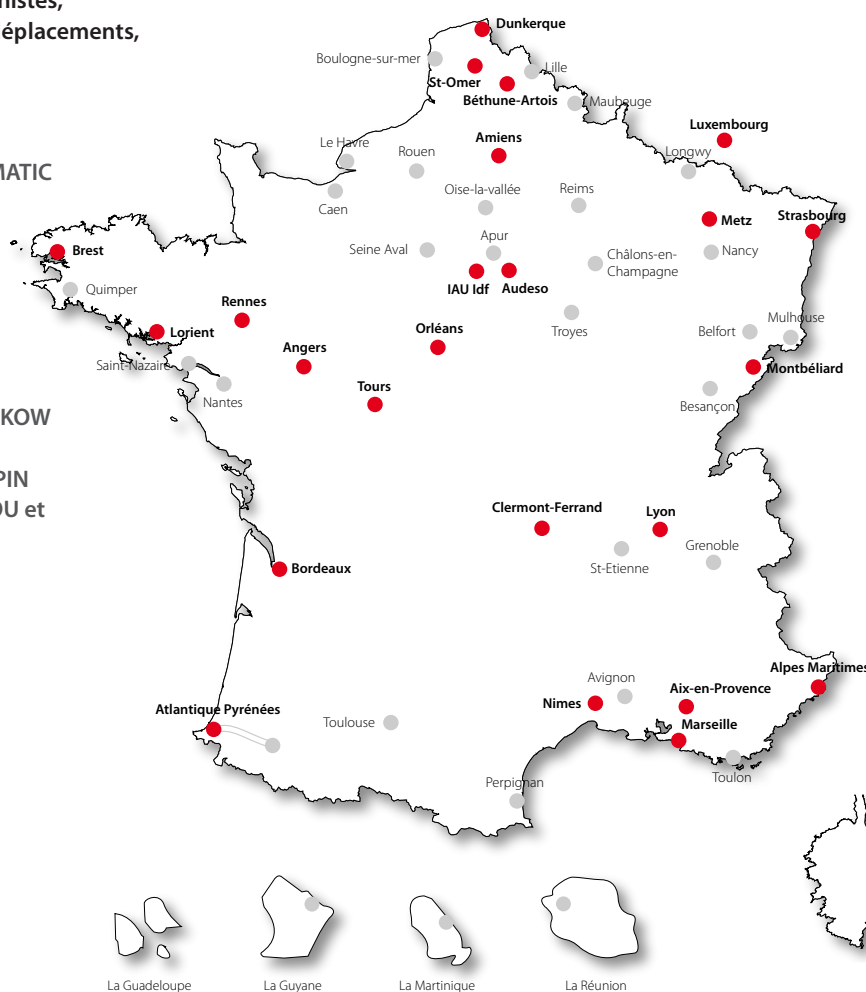 nistes,
éplacements,
MATIC
KOW
PIN
OU et
Dunkerque
Boulogne-sur-mer
Lille
St-Omer
Béthune-Artois
Maubeuge
Luxembourg
Amiens
Le Havre
Rouen
Longwy
Oise-la-vallée
Reims
Caen
Metz
Strasbourg
Apur
Seine Aval
Brest
Nancy
Châlons-en-
Champagne
Quimper
IAU Idf
Audeso
Rennes
Mulhouse
Orléans
Troyes
Belfort
Lorient
Angers
Saint-Nazaire
Montbéliard
Tours
Nantes
Besançon
Clermont-Ferrand
Lyon
Grenoble
St-Etienne
Bordeaux
Alpes Maritimes
Avignon
Aix-en-Provence
Nimes
Atlantique Pyrénées
Toulouse
Marseille
Toulon
Perpignan
La Guadeloupe
La Guyane
La Martinique
La Réunion